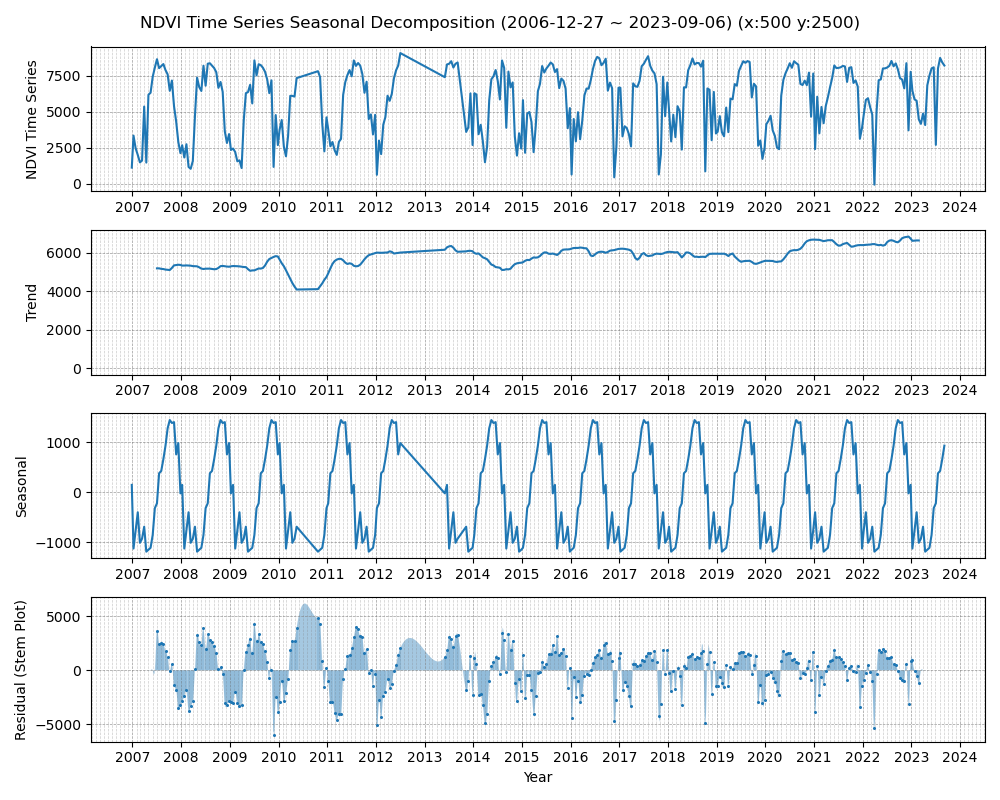 NDVI Time Series Seasonal Decomposition (2006-12-27 ~ 2023-09-06) (x:500 y:2500)
NDVI Time Series
7500
5000
2500
0
2007 2008 2009 2010 2011 2012 2013 2014 2015 2016 2017 2018 2019 2020 2021 2022 2023 2024
Trend
6000
4000
2000
0
2007 2008 2009 2010 2011 2012 2013 2014 2015 2016 2017 2018 2019 2020 2021 2022 2023 2024
Seasonal
1000
0
−1000
2007 2008 2009 2010 2011 2012 2013 2014 2015 2016 2017 2018 2019 2020 2021 2022 2023 2024
Residual (Stem Plot)
5000
0
−5000
2007 2008 2009 2010 2011 2012 2013 2014 2015 2016 2017 2018 2019 2020 2021 2022 2023 2024
Year